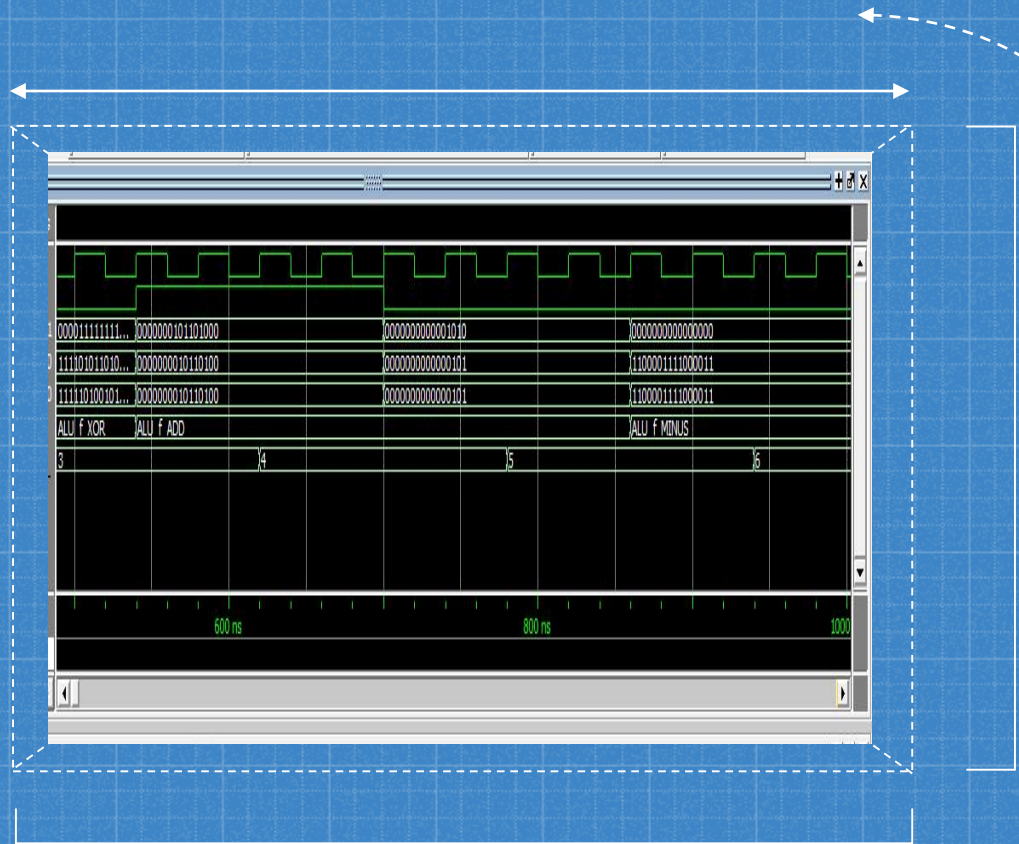 000011111111... 0000000101101000 0000000000001010 0000000000000000
111101011010... 0000000010110100 0000000000000101 1100001111000011
111110100101... 0000000010110100 0000000000000101 1100001111000011
ALU f XOR ALU f ADD ALU f MINUS
3 4 5 6
600 ns 800 ns 1000